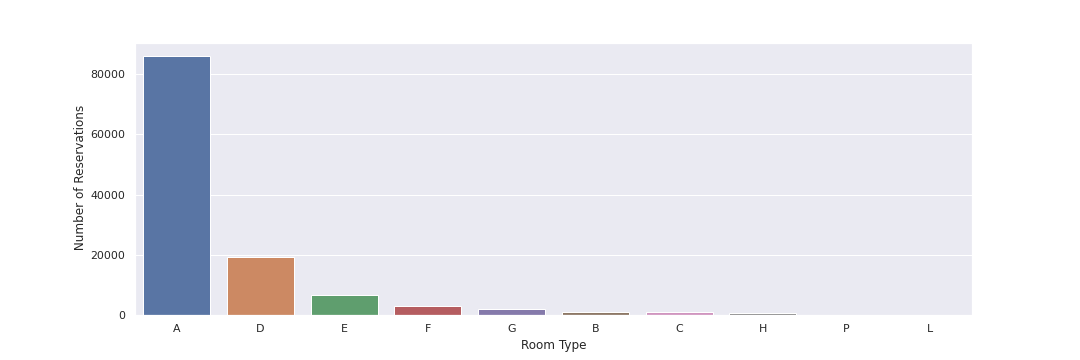 80000
60000
40000
20000
0
Number of Reservations
A D E F G B C H P L
Room Type